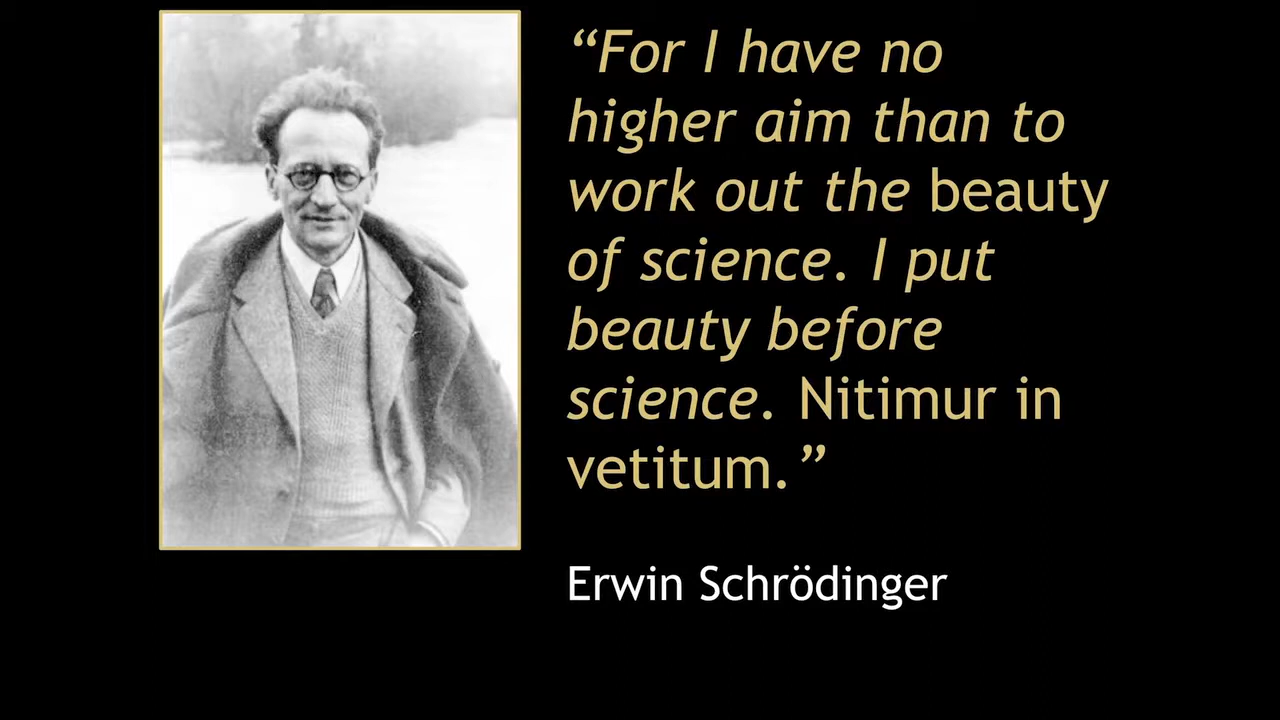 “For I have no
higher aim than to
work out the beauty
of science. I put
beauty before
science. Nitimur in
vetitum.”
Erwin Schrödinger